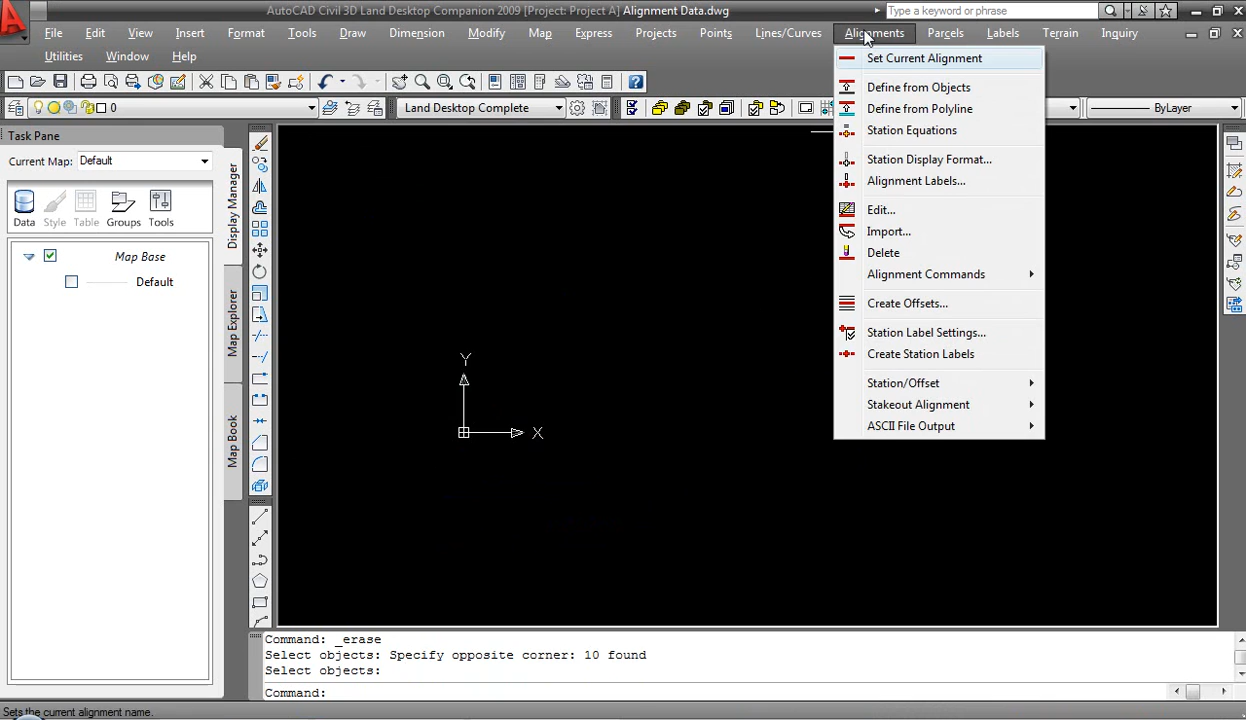 AutoCAD Civil 3D Land Desktop Companion 2009 [Project: Project A] Alignment Data.dwg
Type a keyword or phrase
File Edit View Insert Format Tools Draw Dimension Modify Map Express Projects Points Lines/Curves Alignments Parcels Labels Terrain Inquiry
Utilities Window Help
0
Land Desktop Complete
ByLayer
Task Pane
Current Map: Default
Data Style Table Groups Tools
Map Base
Default
Display Manager
Map Explorer
Map Book
Set Current Alignment
Define from Objects
Define from Polyline
Station Equations
Station Display Format...
Alignment Labels...
Edit...
Import...
Delete
Alignment Commands
Create Offsets...
Station Label Settings...
Create Station Labels
Station/Offset
Stakeout Alignment
ASCII File Output
Y
X
Command: _erase
Select objects: Specify opposite corner: 10 found
Select objects:
Command:
Sets the current alignment name.